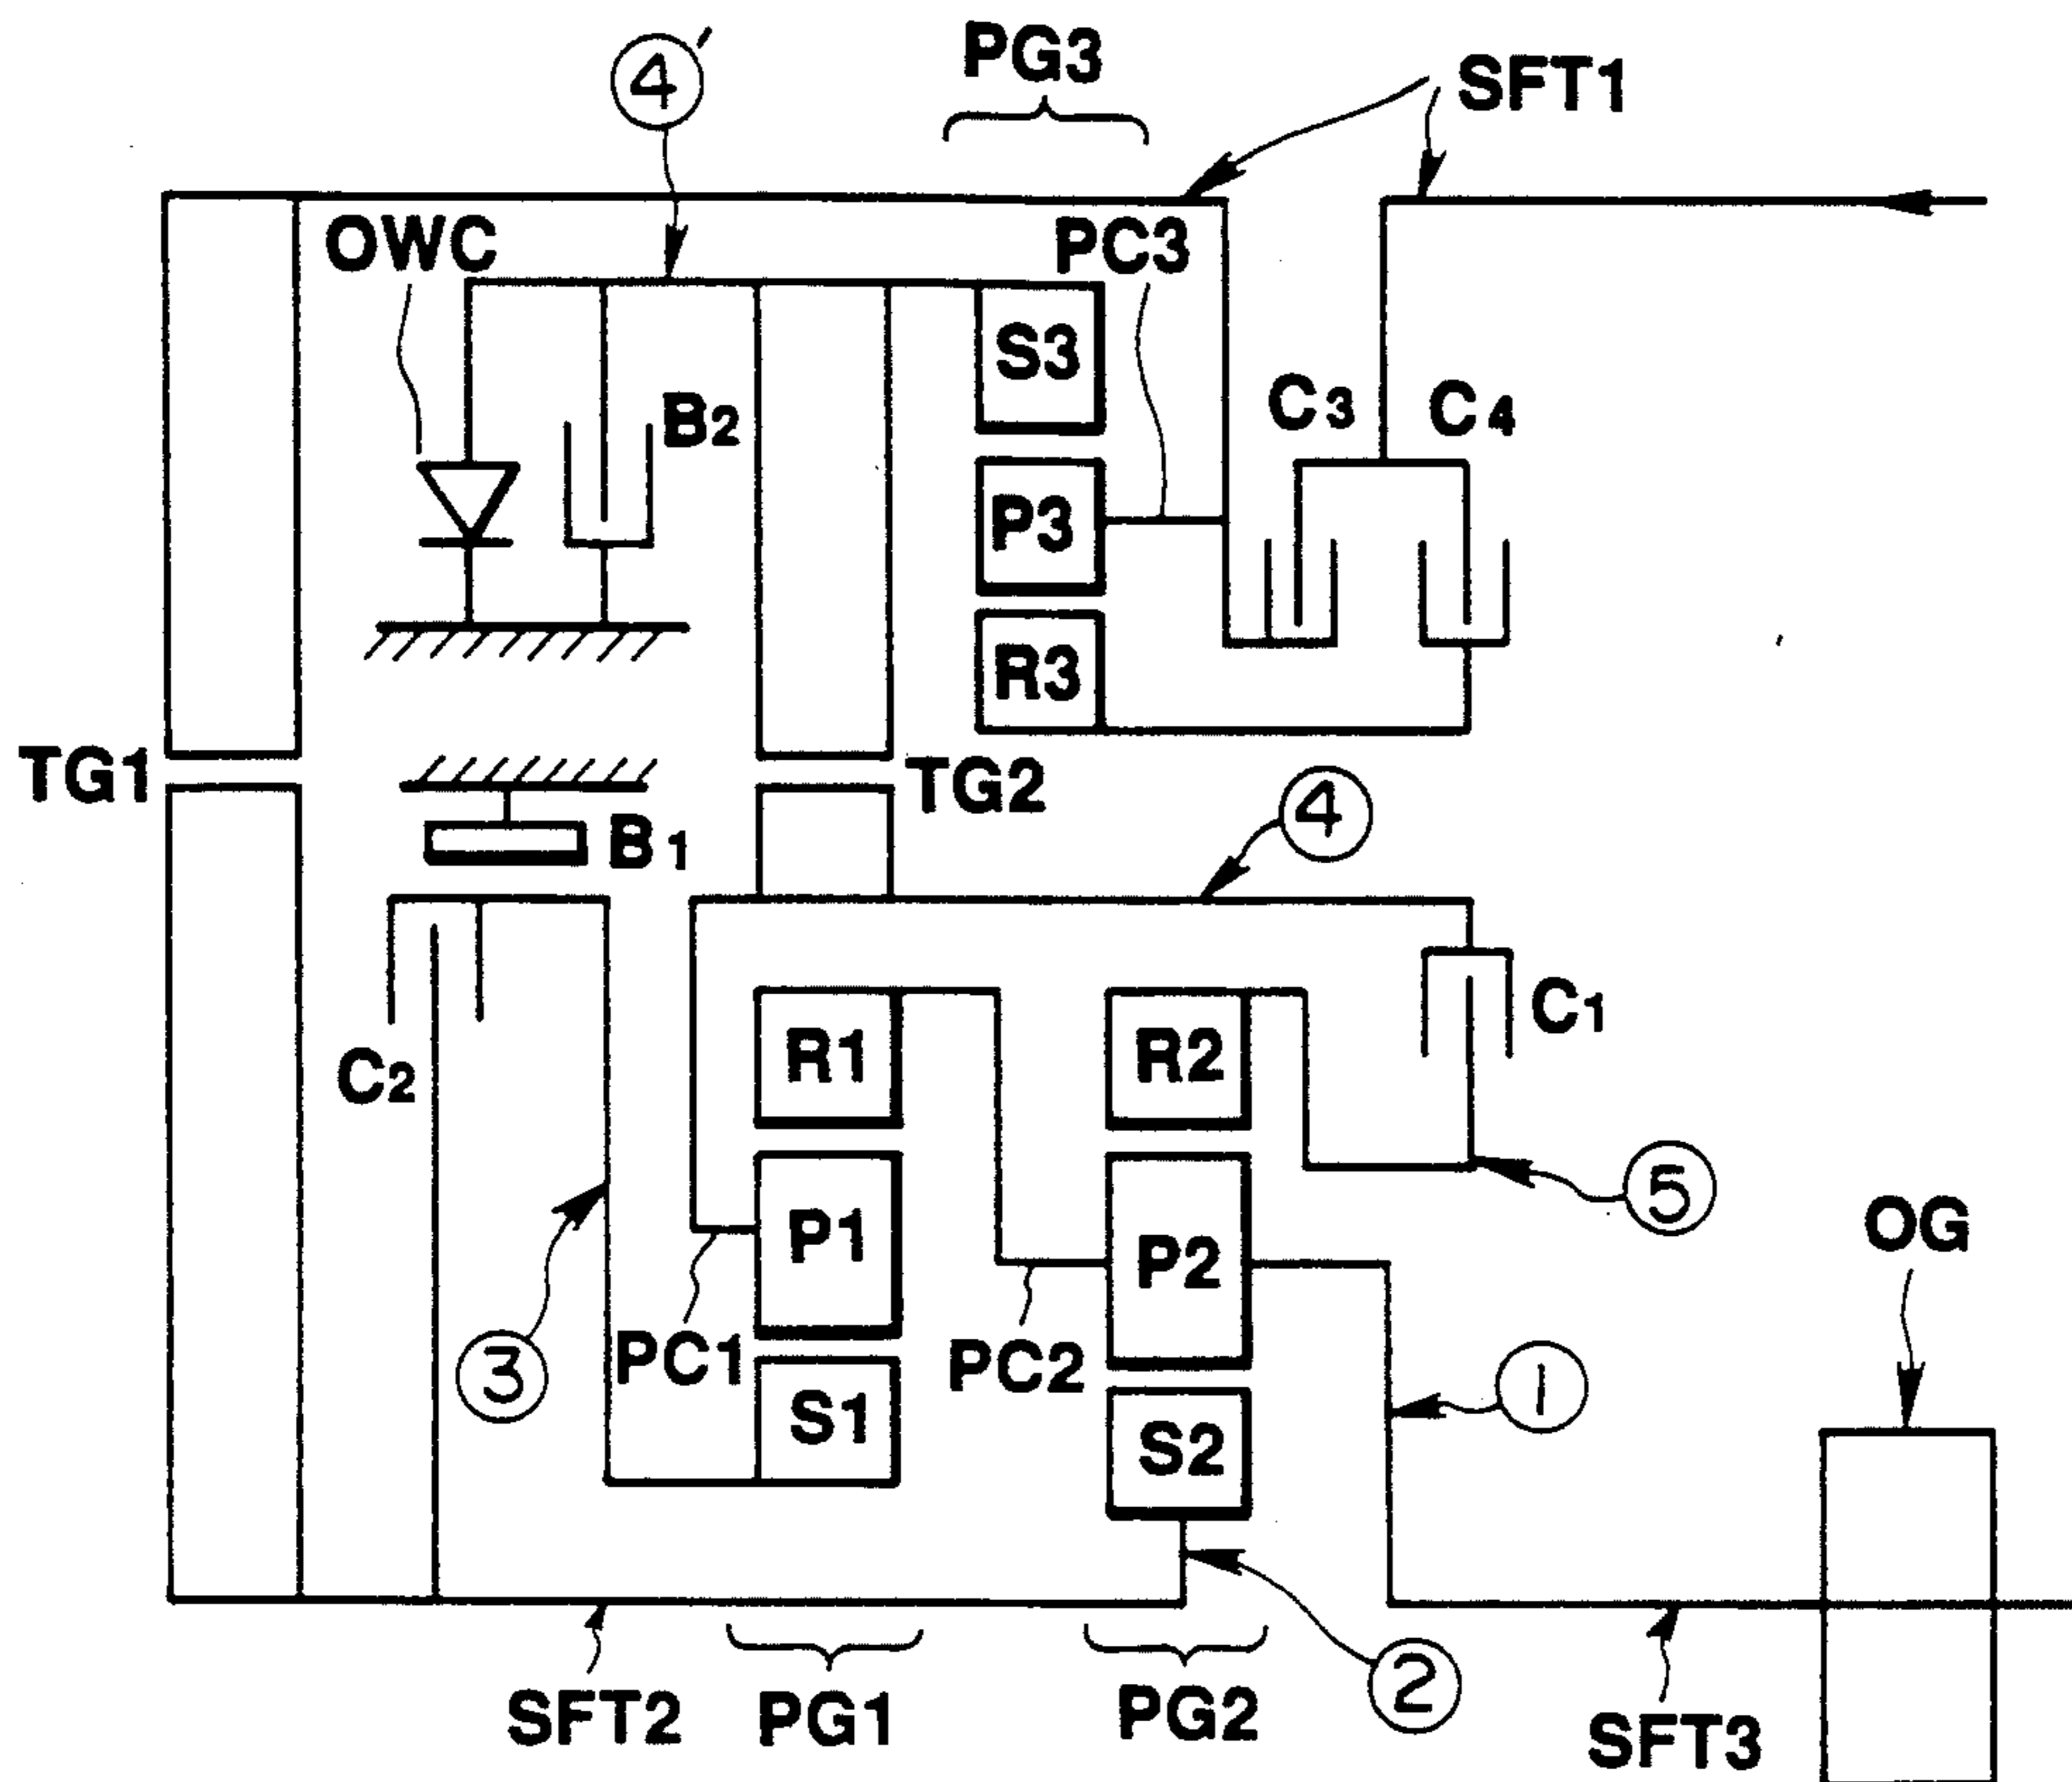 ④′
PG3
SFT1
OWC
PC3
S3
C3
C4
B2
P3
R3
TG1
TG2
④
B1
C1
R1
R2
C2
⑤
P1
P2
OG
③
PC1
PC2
①
S1
S2
②
SFT2
PG1
PG2
SFT3